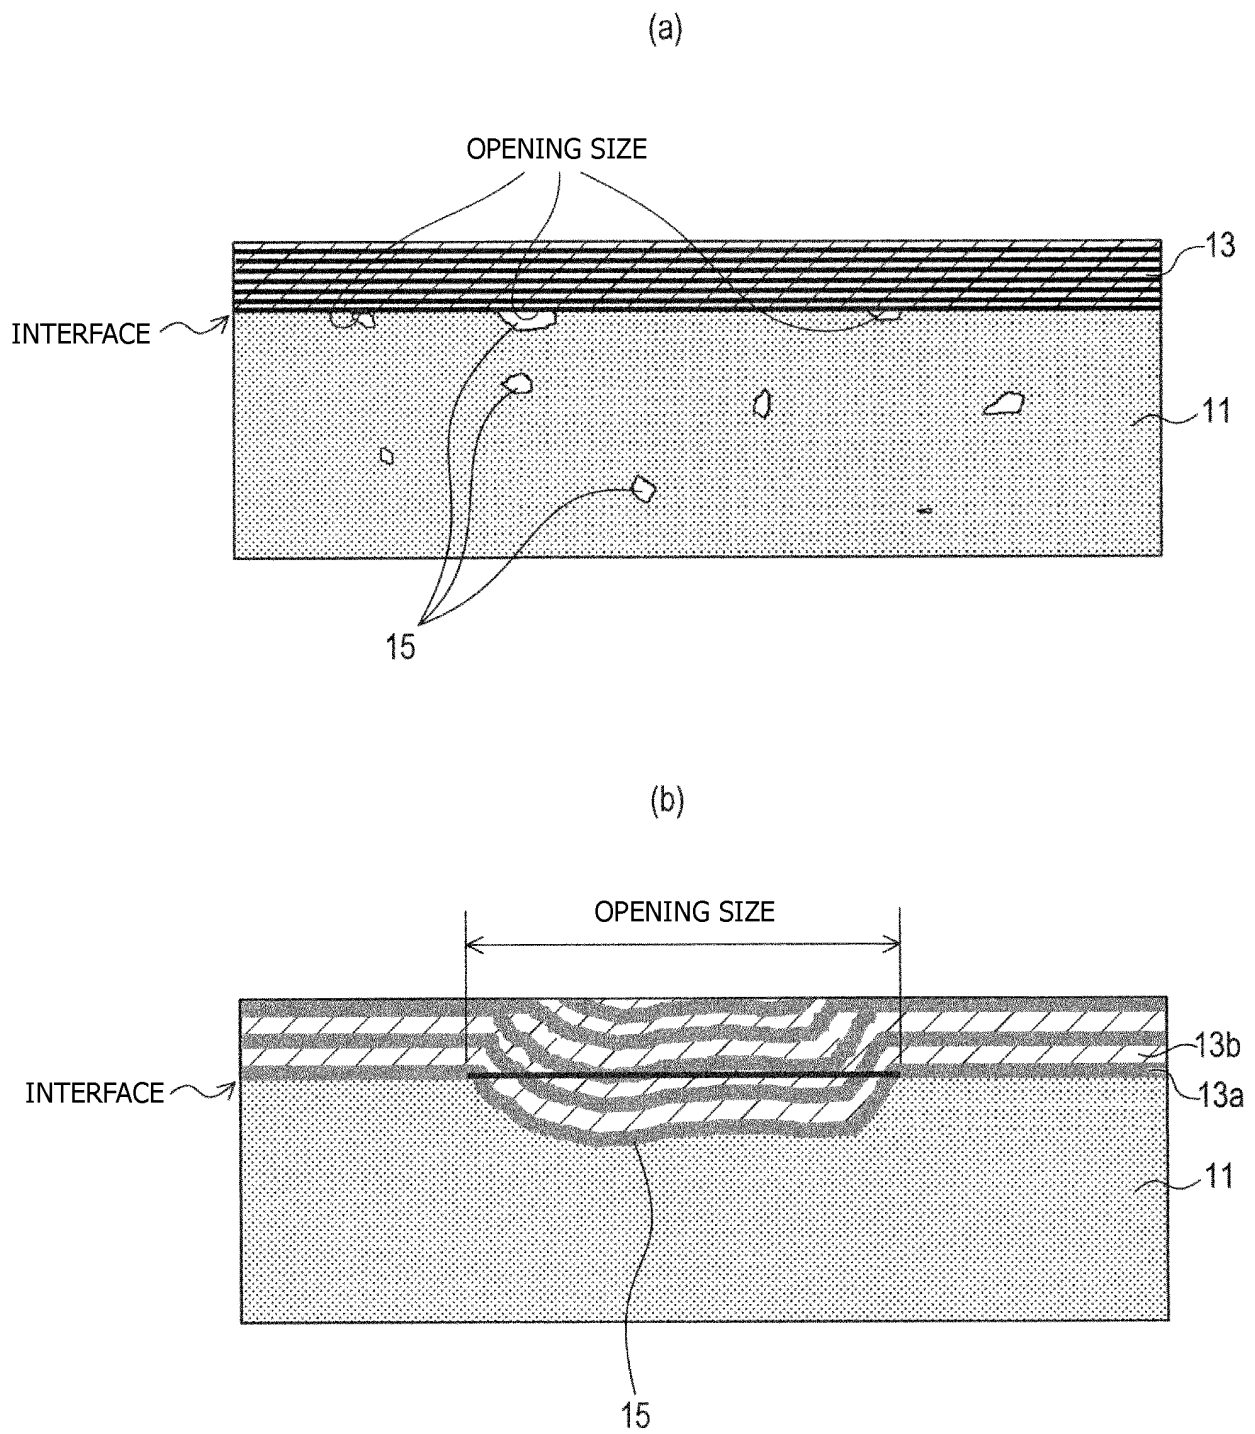 (a)
OPENING SIZE
13
INTERFACE
11
15
(b)
OPENING SIZE
13b
INTERFACE
13a
11
15